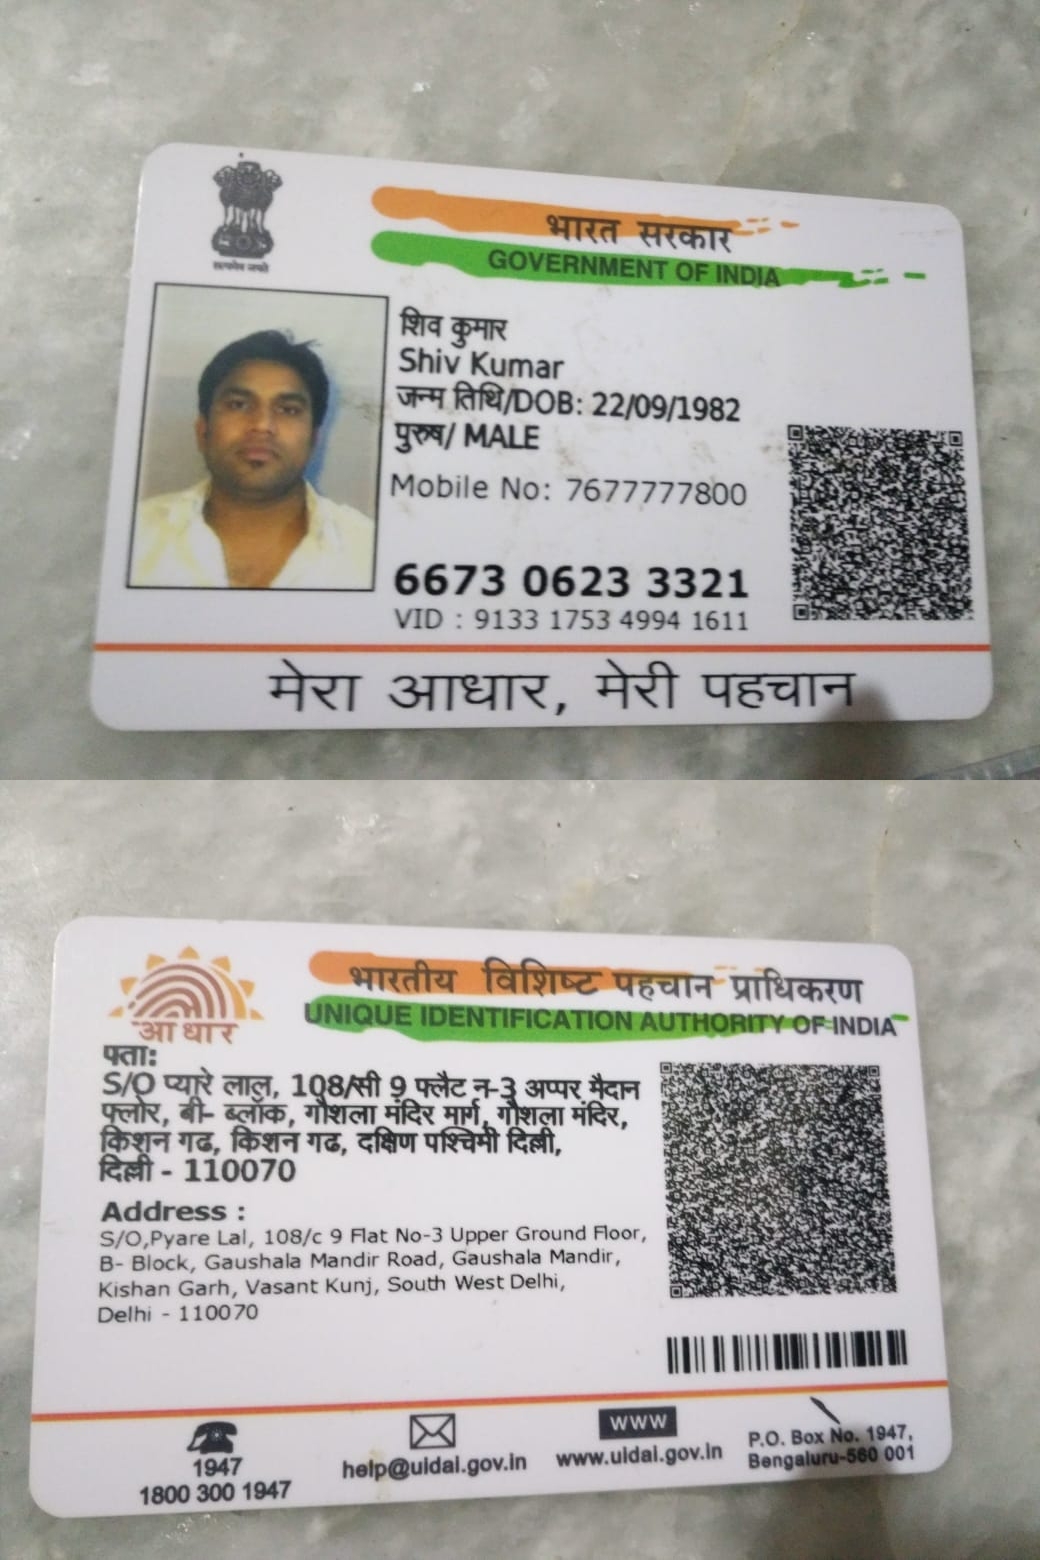 सत्यमेव जयते
भारत सरकार
GOVERNMENT OF INDIA
शिव कुमार
Shiv Kumar
जन्म तिथि/DOB: 22/09/1982
पुरुष/ MALE
Mobile No: 7677777800
6673 0623 3321
VID : 9133 1753 4994 1611
मेरा आधार, मेरी पहचान
भारतीय विशिष्ट पहचान प्राधिकरण
UNIQUE IDENTIFICATION AUTHORITY OF INDIA
आधार
पता:
S/O प्यारे लाल, 108/सी 9 फ्लैट न-3 अप्पर मैदान
फ्लोर, बी- ब्लॉक, गौशला मंदिर मार्ग, गौशला मंदिर,
किशन गढ, किशन गढ, दक्षिण पश्चिमी दिल्ली,
दिल्ली - 110070
Address :
S/O,Pyare Lal, 108/c 9 Flat No-3 Upper Ground Floor,
B- Block, Gaushala Mandir Road, Gaushala Mandir,
Kishan Garh, Vasant Kunj, South West Delhi,
Delhi - 110070
1947
1800 300 1947
help@uidai.gov.in
www
www.uidai.gov.in
P.O. Box No. 1947,
Bengaluru-560 001